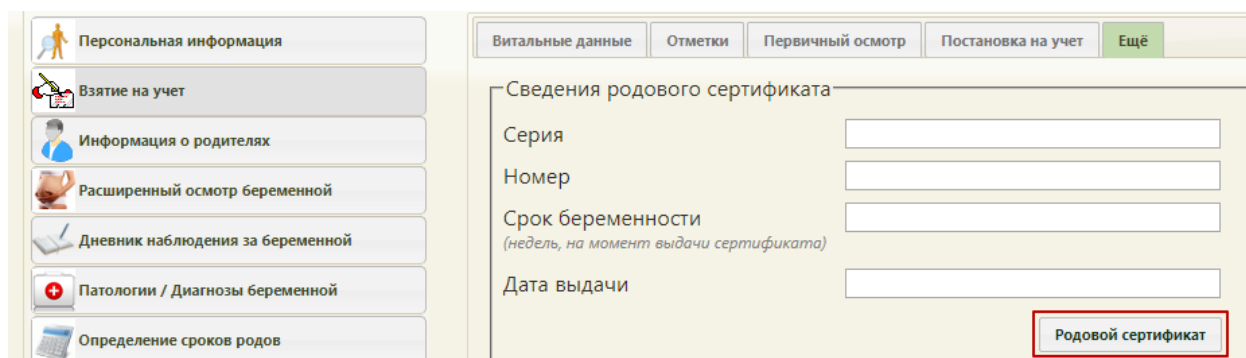 Персональная информация
Взятие на учет
Информация о родителях
Расширенный осмотр беременной
Дневник наблюдения за беременной
Патологии / Диагнозы беременной
Определение сроков родов
Витальные данные
Отметки
Первичный осмотр
Постановка на учет
Ещё
Сведения родового сертификата
Серия
Номер
Срок беременности
(недель, на момент выдачи сертификата)
Дата выдачи
Родовой сертификат